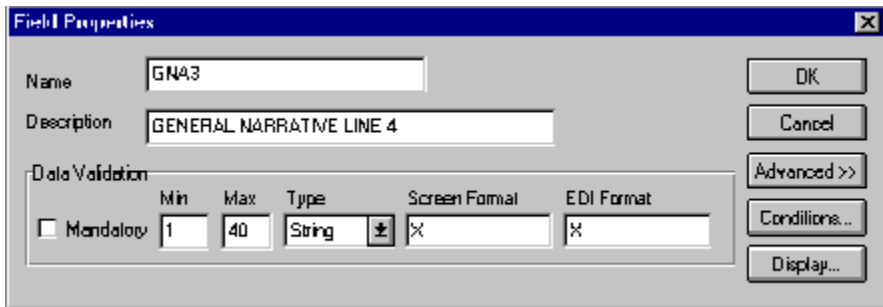 Field Properties
Name GNA3
OK
Description GENERAL NARRATIVE LINE 4
Cancel
Data Validation
Advanced >>
Min Max Type Screen Format EDI Format
Mandatory 1 40 String X X
Conditions...
Display...